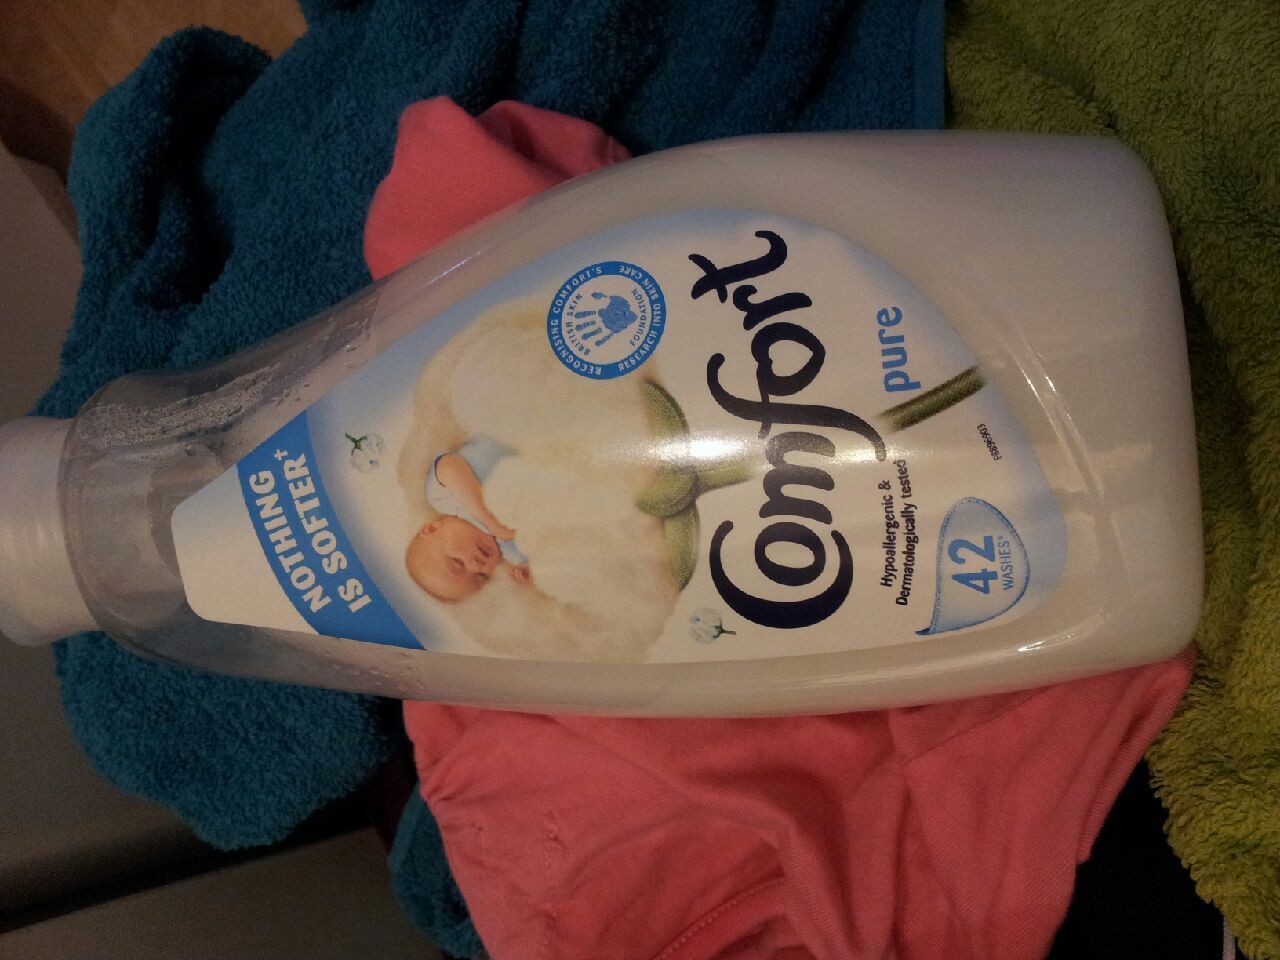 NOTHING
IS SOFTER+
RECOGNISING COMFORT'S
RESEARCH INTO SKIN CARE
BRITISH SKIN
FOUNDATION
Comfort
pure
Hypoallergenic &
Dermatologically tested
42
WASHES*